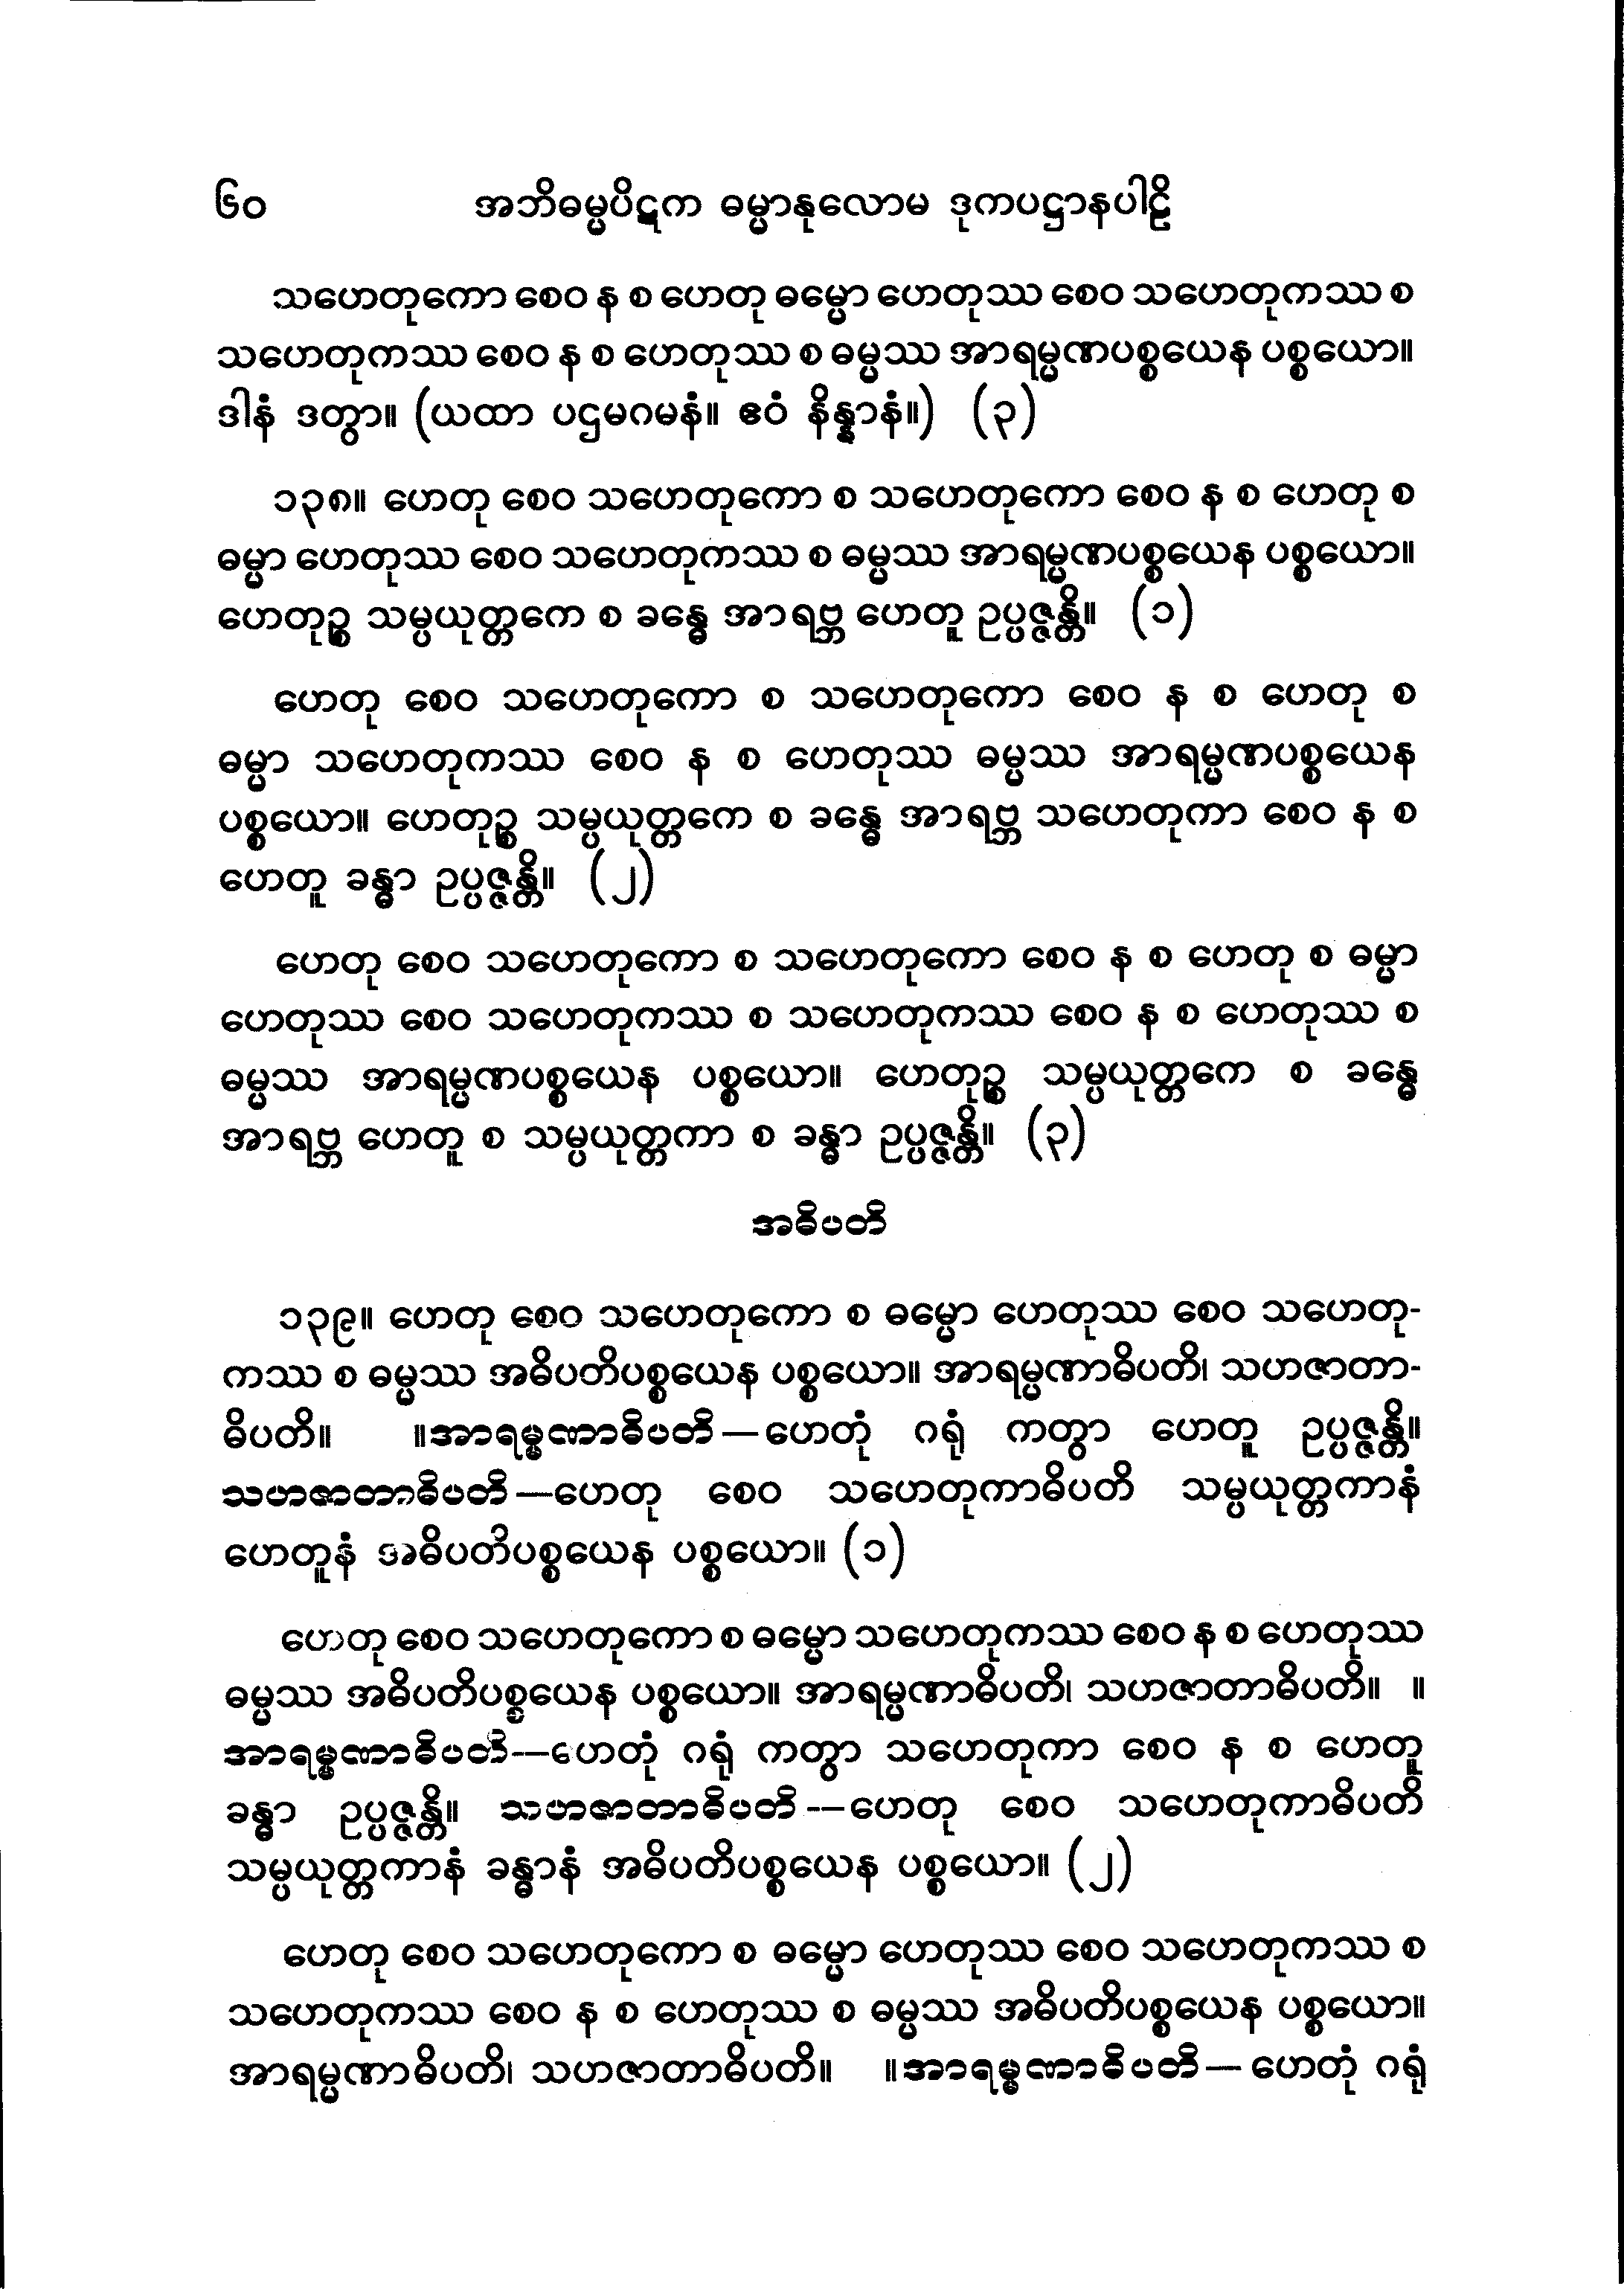 ၆၀ အဘိဓမ္မပိဋက ဓမ္မာနုလောမ ဒုကပဋ္ဌာနပါဠိ
သဟေတုကော စေဝ န စ ဟေတု ဓမ္မော ဟေတုဿ စေဝ သဟေတုကဿ စ
သဟေတုကဿ စေဝ န စ ဟေတုဿ စ ဓမ္မဿ အာရမ္မဏပစ္စယေန ပစ္စယော။
ဒါနံ ဒတွာ။ (ယထာ ပဌမဂမနံ။ ဧဝံ နိန္နာနံ။) (၃)
၁၃၈။ ဟေတု စေဝ သဟေတုကော စ သဟေတုကော စေဝ န စ ဟေတု စ
ဓမ္မာ ဟေတုဿ စေဝ သဟေတုကဿ စ ဓမ္မဿ အာရမ္မဏပစ္စယေန ပစ္စယော။
ဟေတုဉ္စ သမ္ပယုတ္တကေ စ ခန္ဓေ အာရဗ္ဘ ဟေတူ ဥပ္ပဇ္ဇန္တိ။ (၁)
ဟေတု စေဝ သဟေတုကော စ သဟေတုကော စေဝ န စ ဟေတု စ
ဓမ္မာ သဟေတုကဿ စေဝ န စ ဟေတုဿ ဓမ္မဿ အာရမ္မဏပစ္စယေန
ပစ္စယော။ ဟေတုဉ္စ သမ္ပယုတ္တကေ စ ခန္ဓေ အာရဗ္ဘ သဟေတုကာ စေဝ န စ
ဟေတူ ခန္ဓာ ဥပ္ပဇ္ဇန္တိ။ (၂)
ဟေတု စေဝ သဟေတုကော စ သဟေတုကော စေဝ န စ ဟေတု စ ဓမ္မာ
ဟေတုဿ စေဝ သဟေတုကဿ စ သဟေတုကဿ စေဝ န စ ဟေတုဿ စ
ဓမ္မဿ အာရမ္မဏပစ္စယေန ပစ္စယော။ ဟေတုဉ္စ သမ္ပယုတ္တကေ စ ခန္ဓေ
အာရဗ္ဘ ဟေတူ စ သမ္ပယုတ္တကာ စ ခန္ဓာ ဥပ္ပဇ္ဇန္တိ။ (၃)
အဓိပတိ
၁၃၉။ ဟေတု စေဝ သဟေတုကော စ ဓမ္မော ဟေတုဿ စေဝ သဟေတု-
ကဿ စ ဓမ္မဿ အဓိပတိပစ္စယေန ပစ္စယော။ အာရမ္မဏာဓိပတိ၊ သဟဇာတာ-
ဓိပတိ။ ။အာရမ္မဏာဓိပတိ—ဟေတုံ ဂရုံ ကတွာ ဟေတူ ဥပ္ပဇ္ဇန္တိ။
သဟဇာတာဓိပတိ—ဟေတု စေဝ သဟေတုကာဓိပတိ သမ္ပယုတ္တကာနံ
ဟေတူနံ အဓိပတိပစ္စယေန ပစ္စယော။ (၁)
ဟေတု စေဝ သဟေတုကော စ ဓမ္မော သဟေတုကဿ စေဝ န စ ဟေတုဿ
ဓမ္မဿ အဓိပတိပစ္စယေန ပစ္စယော။ အာရမ္မဏာဓိပတိ၊ သဟဇာတာဓိပတိ။ ။
အာရမ္မဏာဓိပတိ—ဟေတုံ ဂရုံ ကတွာ သဟေတုကာ စေဝ န စ ဟေတူ
ခန္ဓာ ဥပ္ပဇ္ဇန္တိ။ သဟဇာတာဓိပတိ—ဟေတု စေဝ သဟေတုကာဓိပတိ
သမ္ပယုတ္တကာနံ ခန္ဓာနံ အဓိပတိပစ္စယေန ပစ္စယော။ (၂)
ဟေတု စေဝ သဟေတုကော စ ဓမ္မော ဟေတုဿ စေဝ သဟေတုကဿ စ
သဟေတုကဿ စေဝ န စ ဟေတုဿ စ ဓမ္မဿ အဓိပတိပစ္စယေန ပစ္စယော။
အာရမ္မဏာဓိပတိ၊ သဟဇာတာဓိပတိ။ ။အာရမ္မဏာဓိပတိ— ဟေတုံ ဂရုံ